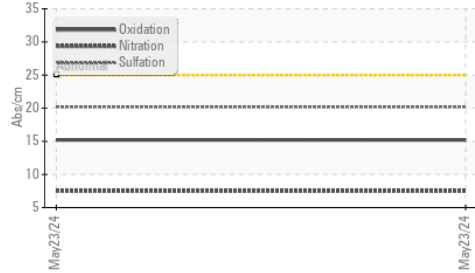 35
30
25
20
15
10
5
Abs/cm
Oxidation
Nitration
Sulfation
Abnormal
May23/24
May23/24